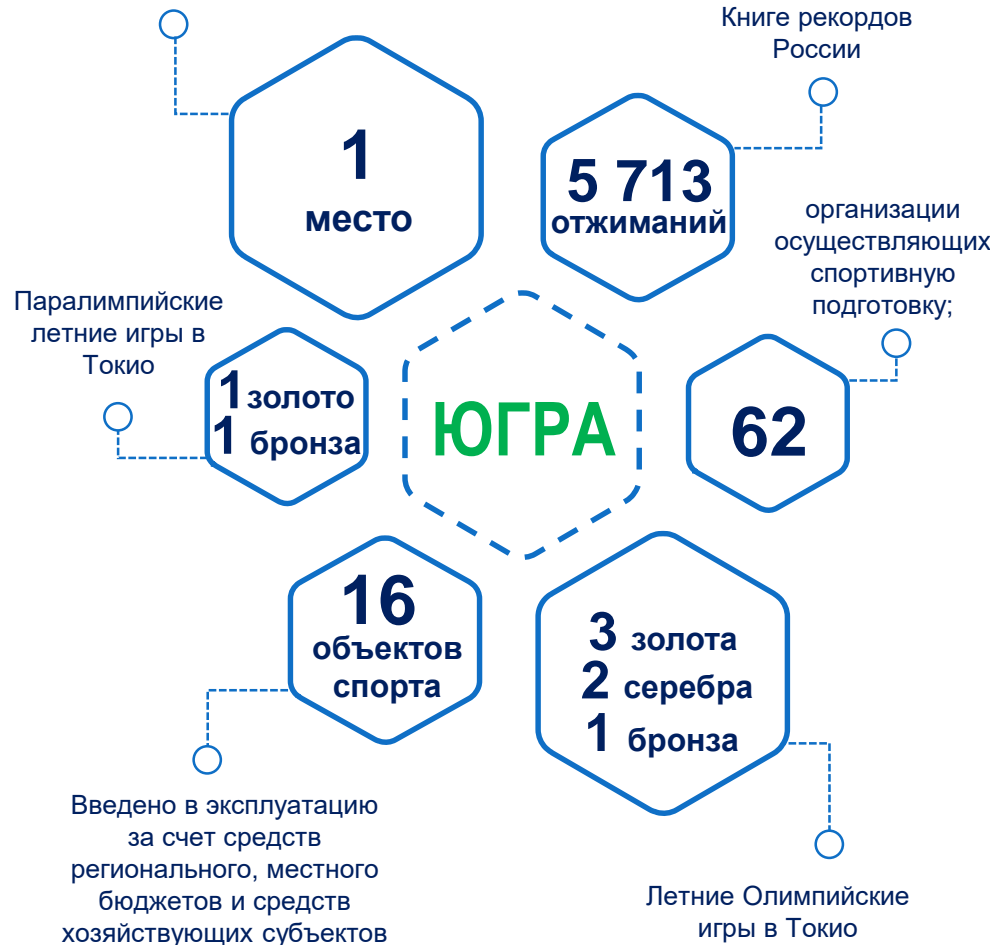 Книге рекордов
России
1
место
5 713
отжиманий
организации
осуществляющих
спортивную
подготовку;
Паралимпийские
летние игры в
Токио
1золото
1 бронза
ЮГРА
62
16
объектов
спорта
3 золота
2 серебра
1 бронза
Введено в эксплуатацию
за счет средств
регионального, местного
бюджетов и средств
хозяйствующих субъектов
Летние Олимпийские
игры в Токио